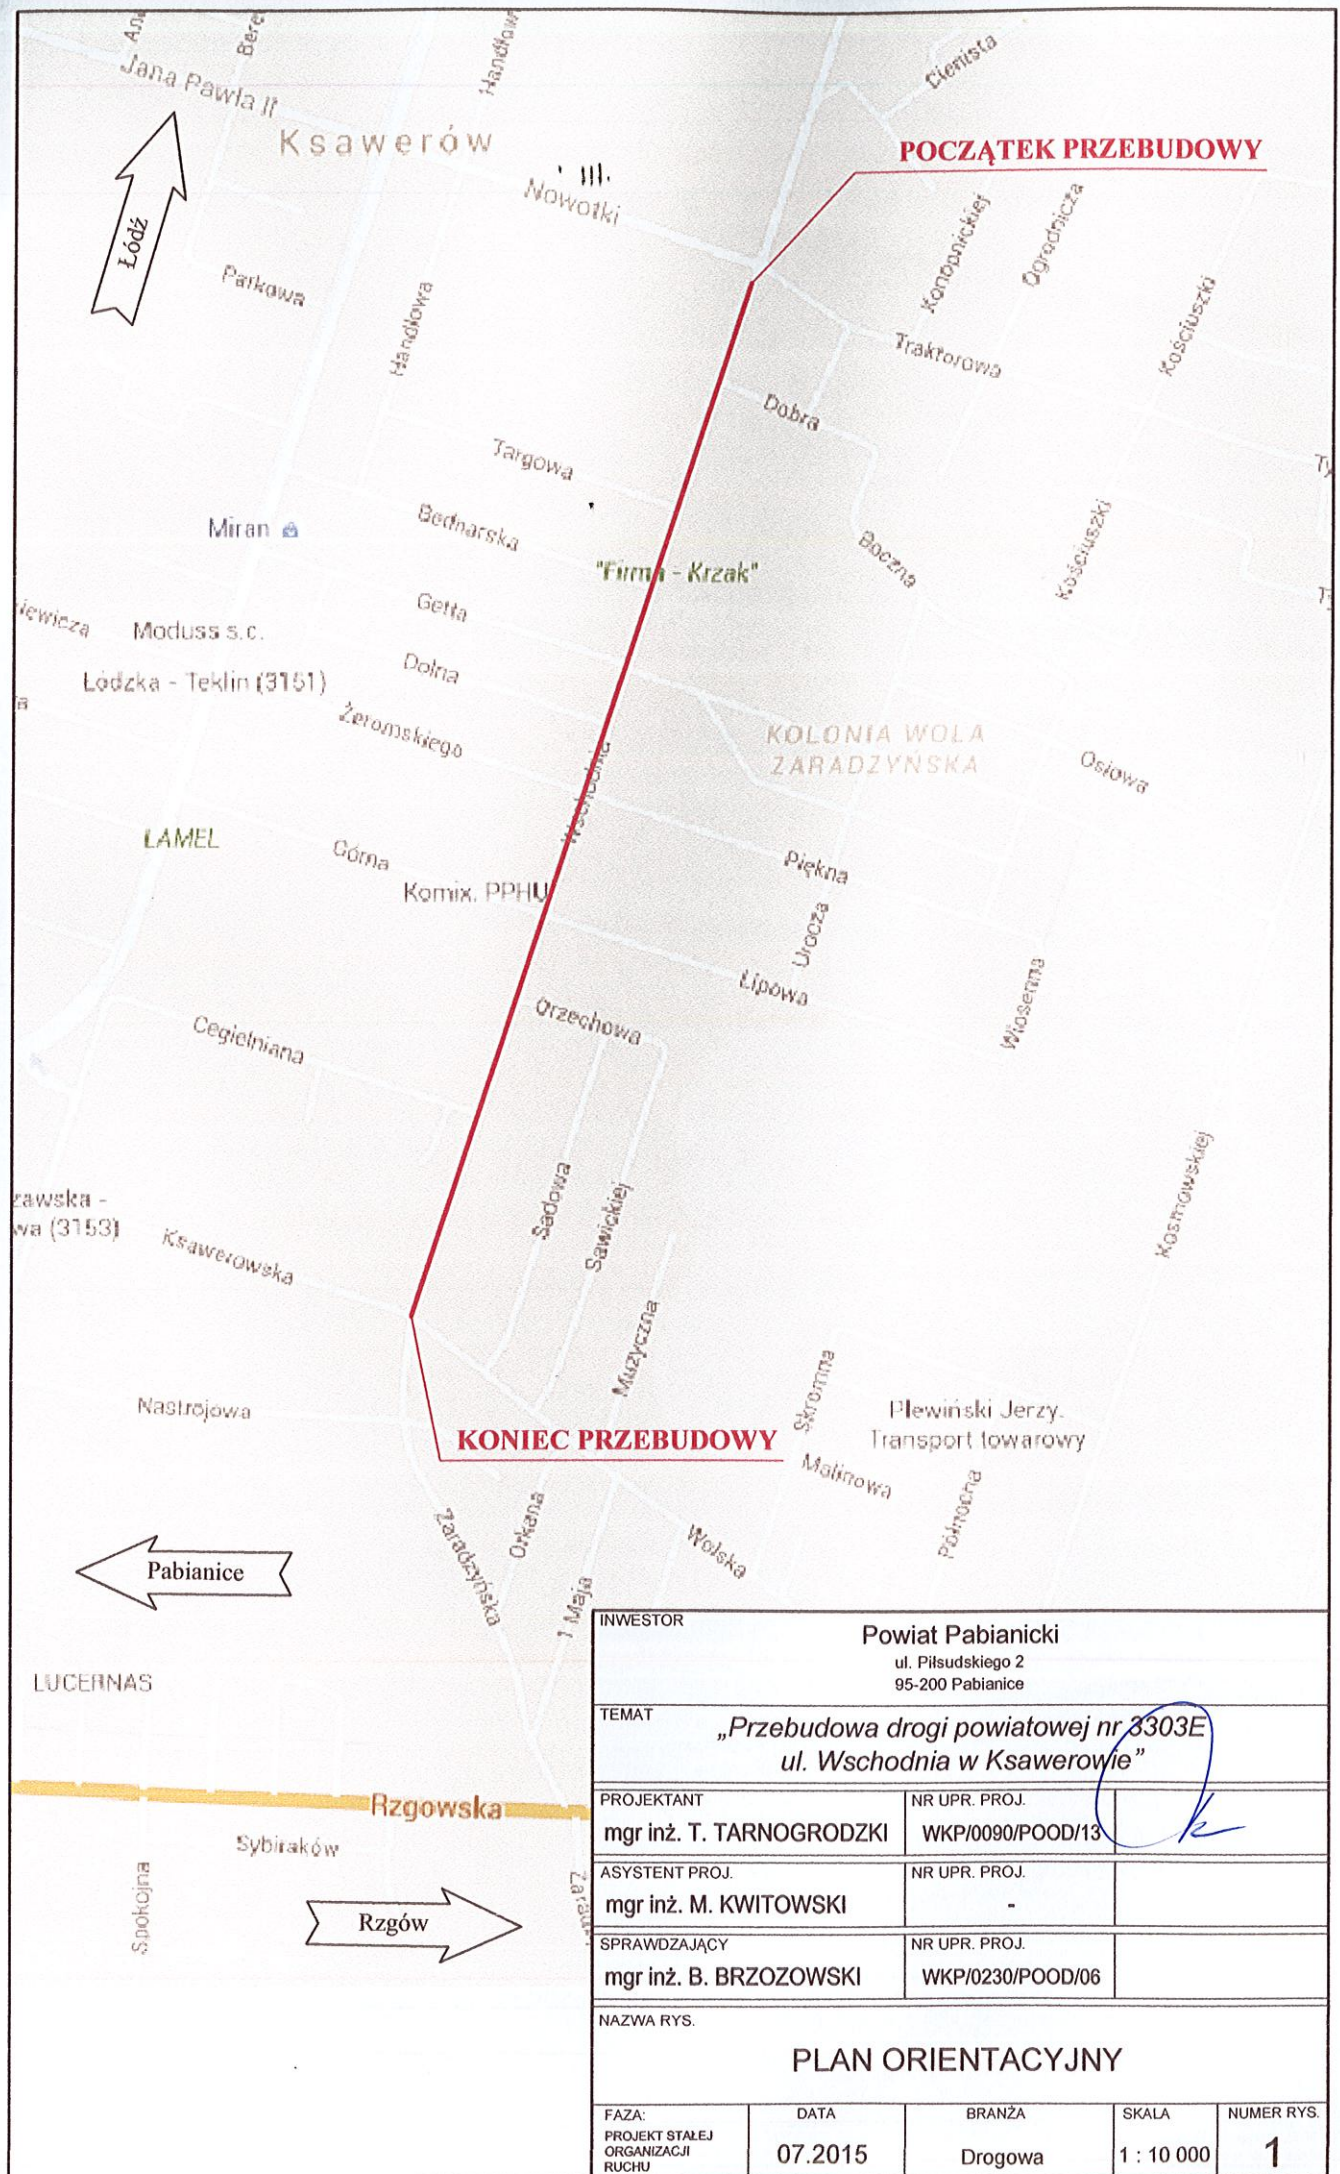 Jana Pawła II
Handlowa
Cienista
Ksawerów
POCZĄTEK PRZEBUDOWY
Nowotki
Łódź
Konopnickiej
Ogrodnicza
Parkowa
Handlowa
Kościuszki
Traktorowa
Dobra
Targowa
Miran
Bednarska
Boczna
Kościuszki
"Firma - Krzak"
Getta
Moduss s.c.
Dolna
Łódzka - Teklin (3151)
Żeromskiego
KOLONIA WOLA
ZARADZYŃSKA
Osiowa
Wschodnia
ŁAMEL
Górna
Piękna
Komix. PPHU
Urocza
Lipowa
Wiosenna
Orzechowa
Cegielniana
Sadowa
Sawickiej
Kosmowskiej
zawska -
wa (3153)
Ksawerowska
Muzyczna
Skromna
Nastrojowa
Plewiński Jerzy.
Transport towarowy
KONIEC PRZEBUDOWY
Malinowa
Północna
Zaradzyńska
Orkana
Wolska
Pabianice
1 Maja
LUCERNAS
Rzgowska
Sybiraków
Spokojna
Rzgów
INWESTOR
Powiat Pabianicki
ul. Piłsudskiego 2
95-200 Pabianice
TEMAT
„Przebudowa drogi powiatowej nr 3303E
ul. Wschodnia w Ksawerowie”
PROJEKTANT
NR UPR. PROJ.
mgr inż. T. TARNOGRODZKI
WKP/0090/POOD/13
ASYSTENT PROJ.
NR UPR. PROJ.
mgr inż. M. KWITOWSKI
-
SPRAWDZAJĄCY
NR UPR. PROJ.
mgr inż. B. BRZOZOWSKI
WKP/0230/POOD/06
NAZWA RYS.
PLAN ORIENTACYJNY
FAZA:
PROJEKT STAŁEJ
ORGANIZACJI
RUCHU
DATA
07.2015
BRANŻA
Drogowa
SKALA
1 : 10 000
NUMER RYS.
1